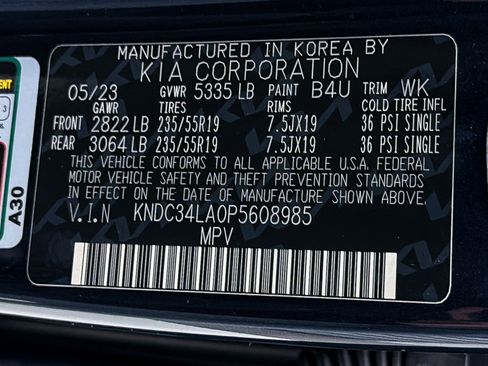 MANUFACTURED IN KOREA BY
KIA CORPORATION
05/23 GVWR 5335 LB PAINT B4U TRIM WK
GAWR TIRES RIMS COLD TIRE INFL
FRONT 2822 LB 235/55R19 7.5JX19 36 PSI SINGLE
REAR 3064 LB 235/55R19 7.5JX19 36 PSI SINGLE
THIS VEHICLE CONFORMS TO ALL APPLICABLE U.S.A. FEDERAL
MOTOR VEHICLE SAFETY AND THEFT PREVENTION STANDARDS
IN EFFECT ON THE DATE OF MANUFACTURE SHOWN ABOVE.
V.I.N KNDC34LA0P5608985
MPV
A30
3